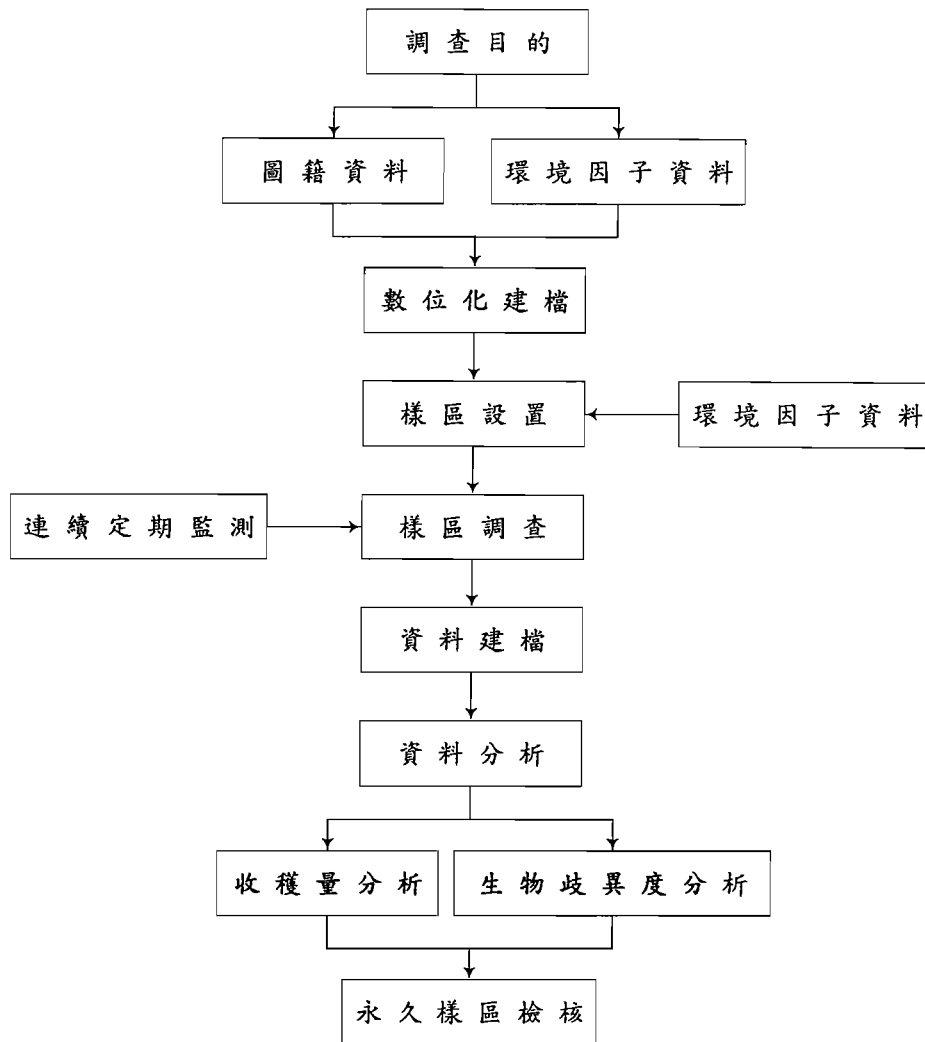 調查目的
圖籍資料
環境因子資料
數位化建檔
樣區設置
環境因子資料
連續定期監測
樣區調查
資料建檔
資料分析
收穫量分析
生物歧異度分析
永久樣區檢核